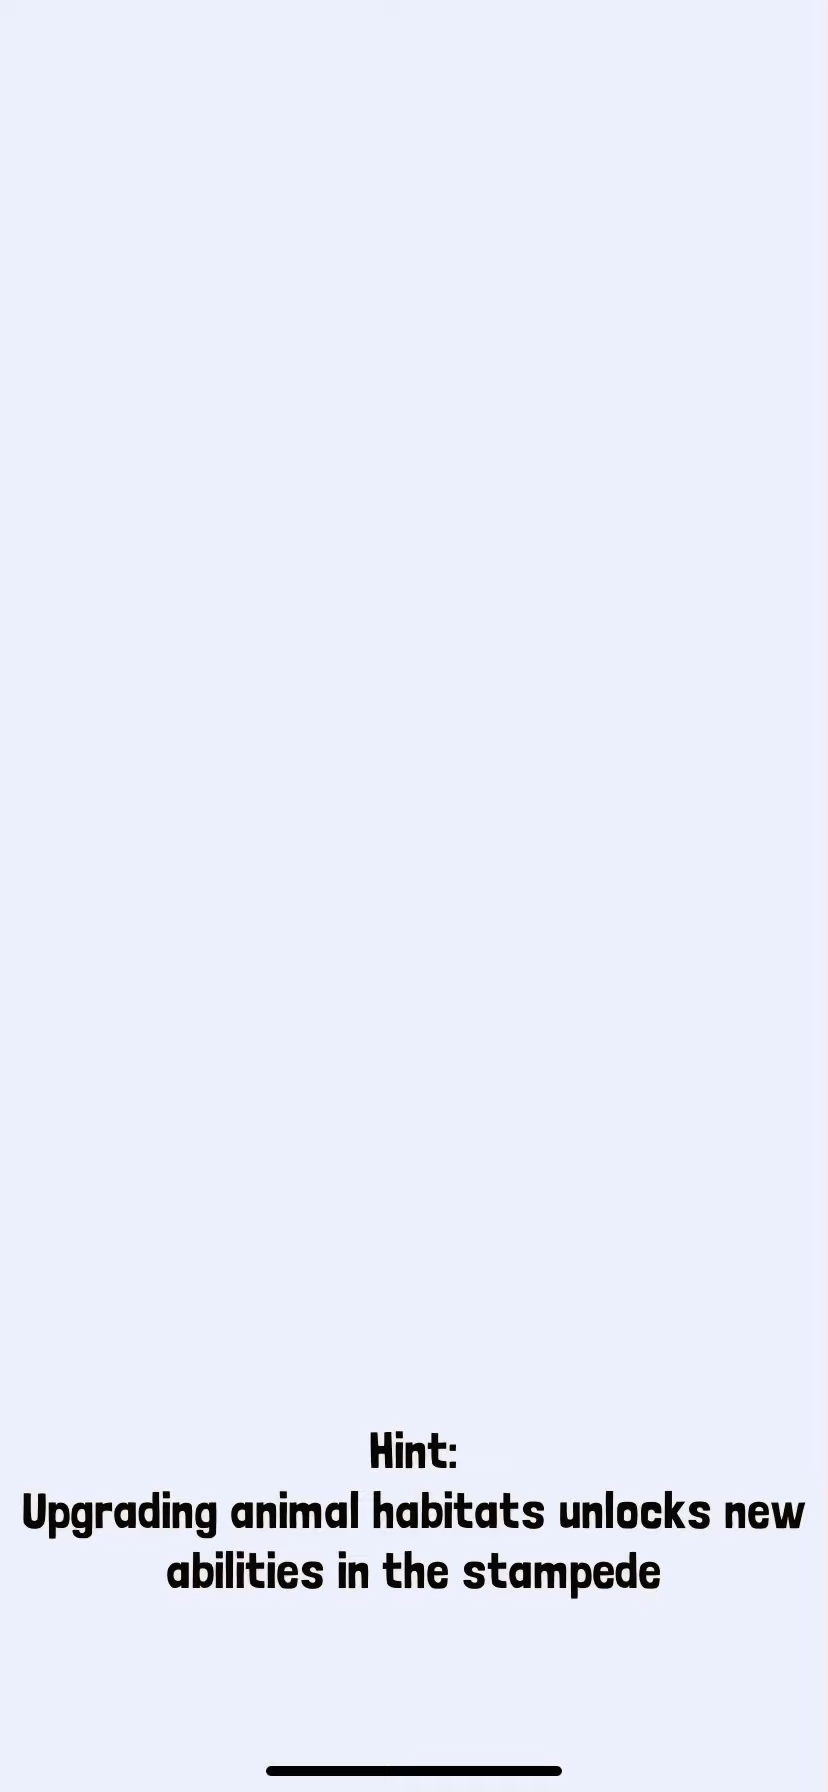 Hint:
Upgrading animal habitats unlocks new
abilities in the stampede